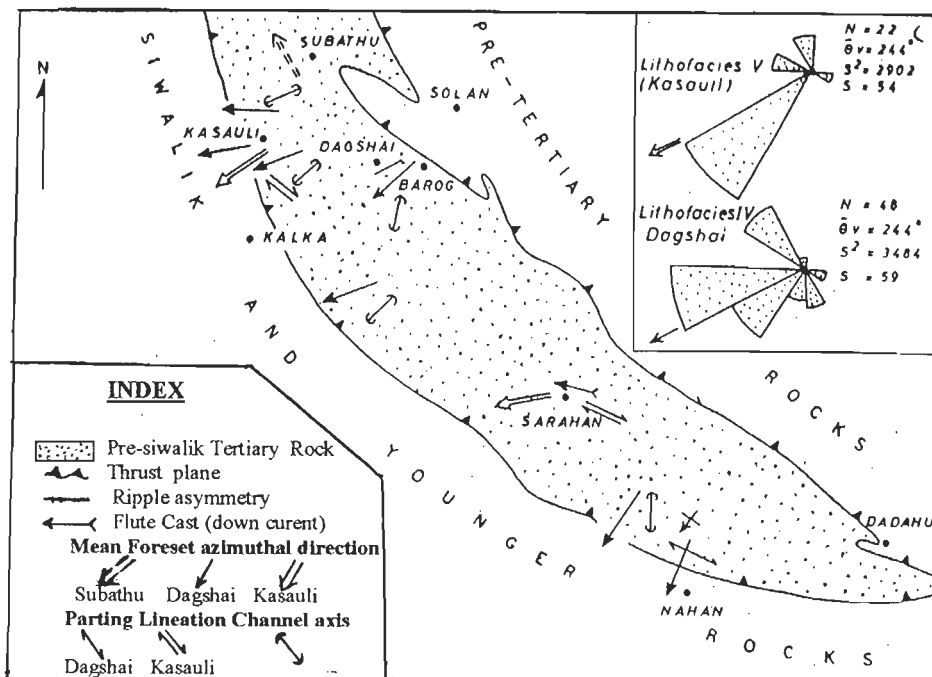 SIWALIK AND YOUNGER ROCKS
PRE-TERTIARY ROCKS
N
SUBATHU
SOLAN
KASAULI
DAGSHAI
BAROG
KALKA
SARAHAN
DADAHU
NAHAN
Lithofacies V
(Kasauli)
N = 22
θ̄v = 244°
S² = 2902
S = 54
Lithofacies IV
Dagshai
N = 48
θ̄v = 244°
S² = 3484
S = 59
INDEX
Pre-siwalik Tertiary Rock
Thrust plane
Ripple asymmetry
Flute Cast (down curent)
Mean Foreset azimuthal direction
Subathu Dagshai Kasauli
Parting Lineation Channel axis
Dagshai Kasauli